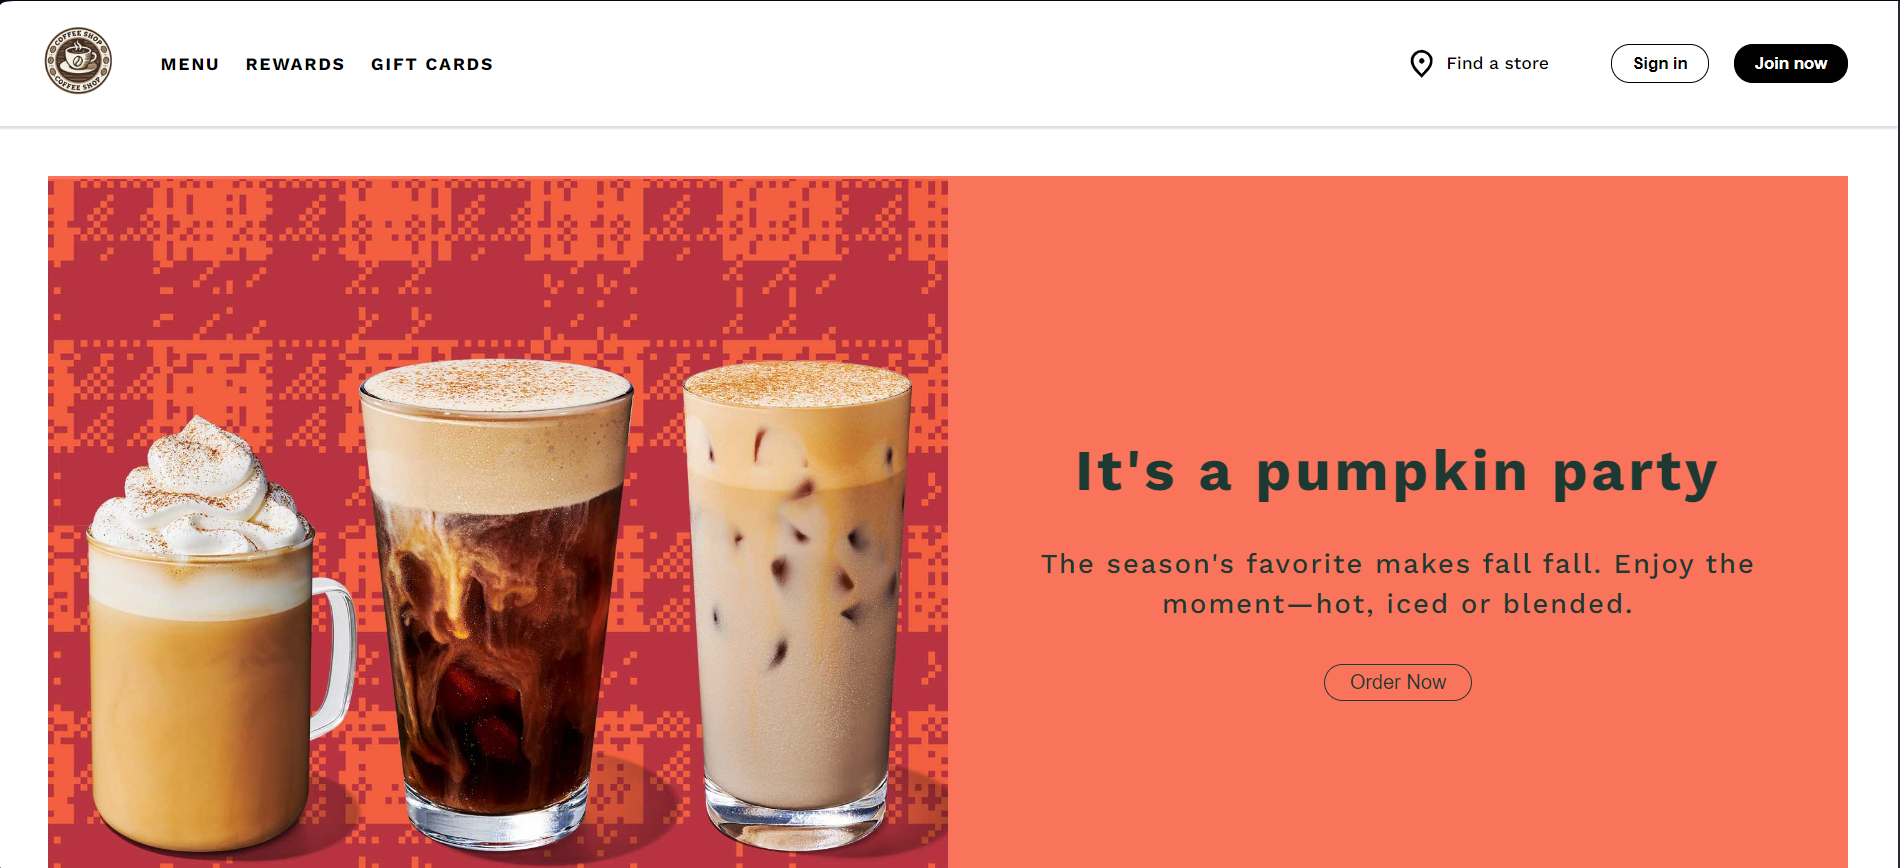 COFFEE SHOP
COFFEE SHOP
MENU REWARDS GIFT CARDS
Find a store
Sign in
Join now
It's a pumpkin party
The season's favorite makes fall fall. Enjoy the
moment—hot, iced or blended.
Order Now